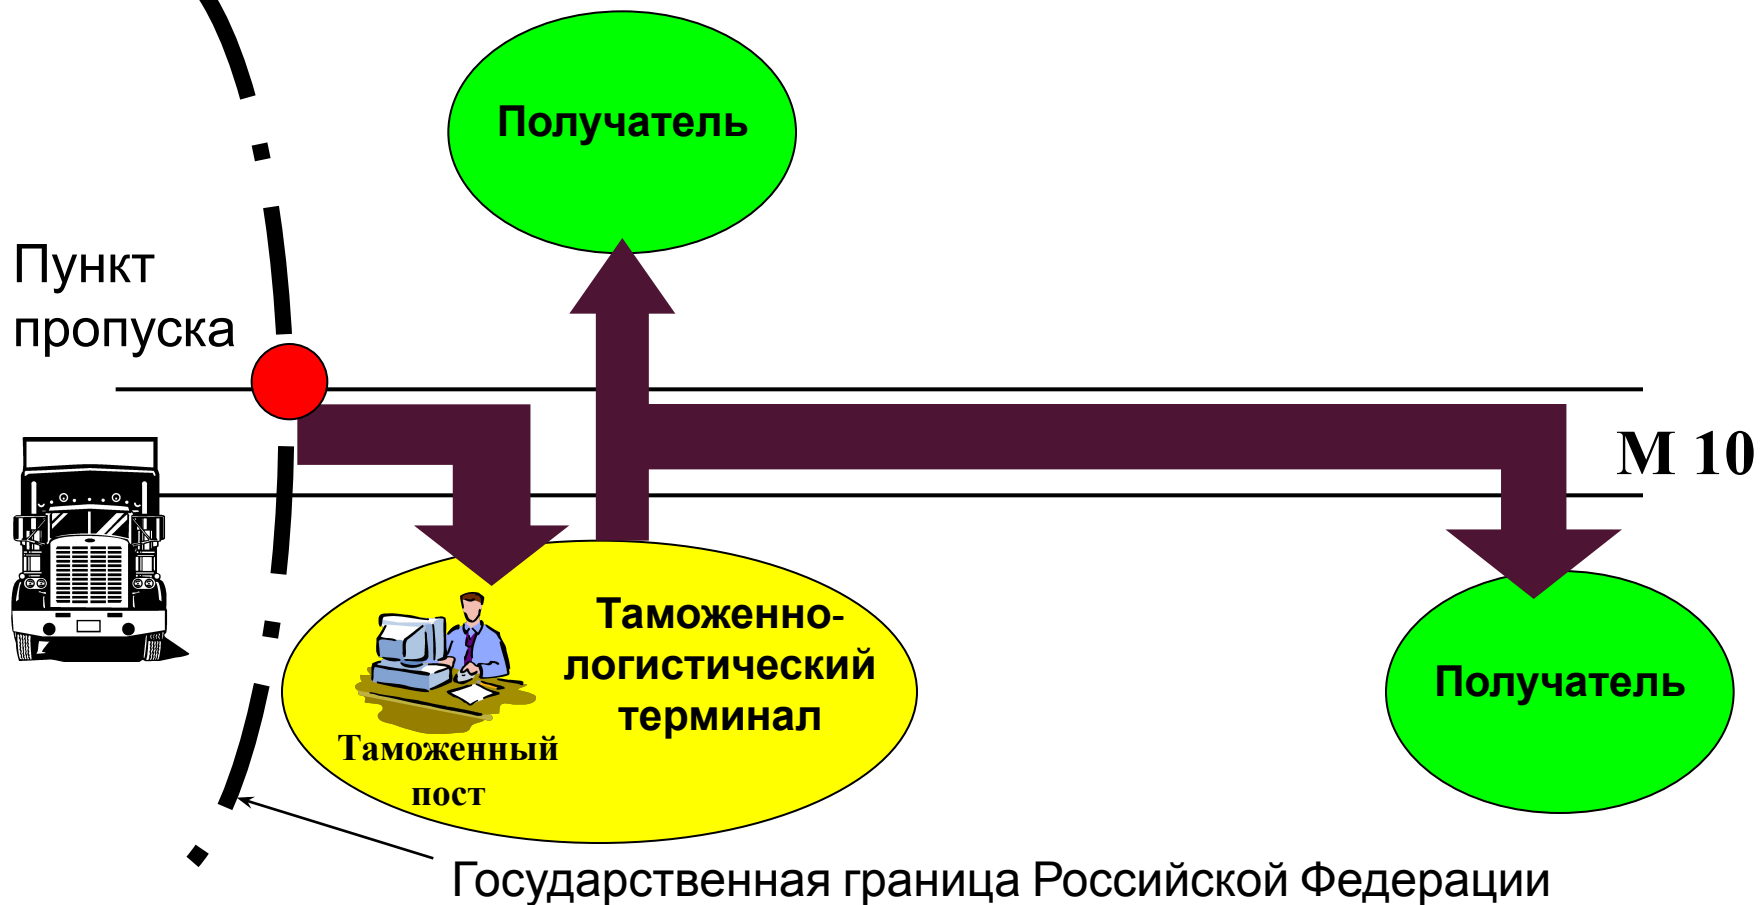 Получатель
Пункт
пропуска
М 10
Таможенно-
логистический
терминал
Таможенный
пост
Получатель
Государственная граница Российской Федерации